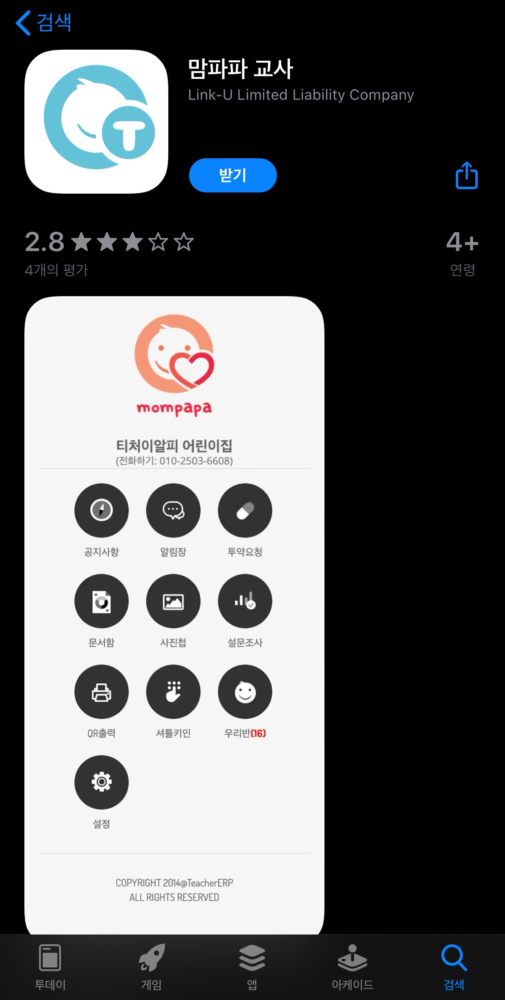 검색
맘파파 교사
Link-U Limited Liability Company
T
받기
2.8
4+
4개의 평가
연령
mompapa
티처이알피 어린이집
(전화하기: 010-2503-6608)
공지사항 알림장 투약요청
문서함 사진첩 설문조사
QR출력 셔틀키인 우리반(16)
설정
COPYRIGHT 2014@TeacherERP
ALL RIGHTS RESERVED
투데이 게임 앱 아케이드 검색